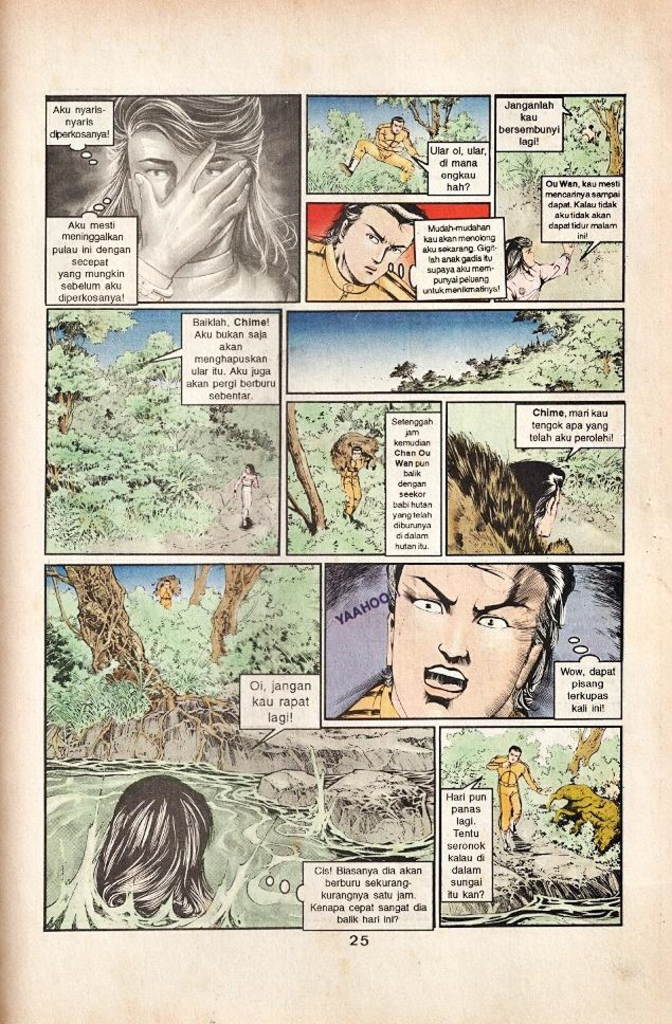 Aku nyaris-
nyaris
diperkosanya!
Aku mesti
meninggalkan
pulau ini dengan
secepat
yang mungkin
sebelum aku
diperkosanya!
Ular oi, ular,
di mana
engkau
hah?
Mudah-mudahan
kau akan menolong
aku sekarang. Gigit-
lah anak gadis itu
supaya aku mem-
punyai peluang
untuk menikmatinya!
Janganlah
kau
bersembunyi
lagi!
Ou Wan, kau mesti
mencarinya sampai
dapat. Kalau tidak
aku tidak akan
dapat tidur malam
ini!
Baiklah, Chime!
Aku bukan saja
akan
menghapuskan
ular itu. Aku juga
akan pergi berburu
sebentar.
Setengah
jam
kemudian
Chan Ou
Wan pun
balik
dengan
seekor
babi hutan
yang telah
diburunya
di dalam
hutan itu.
Chime, mari kau
tengok apa yang
telah aku perolehi!
Oi, jangan
kau rapat
lagi!
YAAHOO
Wow, dapat
pisang
terkupas
kali ini!
Cis! Biasanya dia akan
berburu sekurang-
kurangnya satu jam.
Kenapa cepat sangat dia
balik hari ini?
Hari pun
panas
lagi.
Tentu
seronok
kalau di
dalam
sungai
itu kan?
25